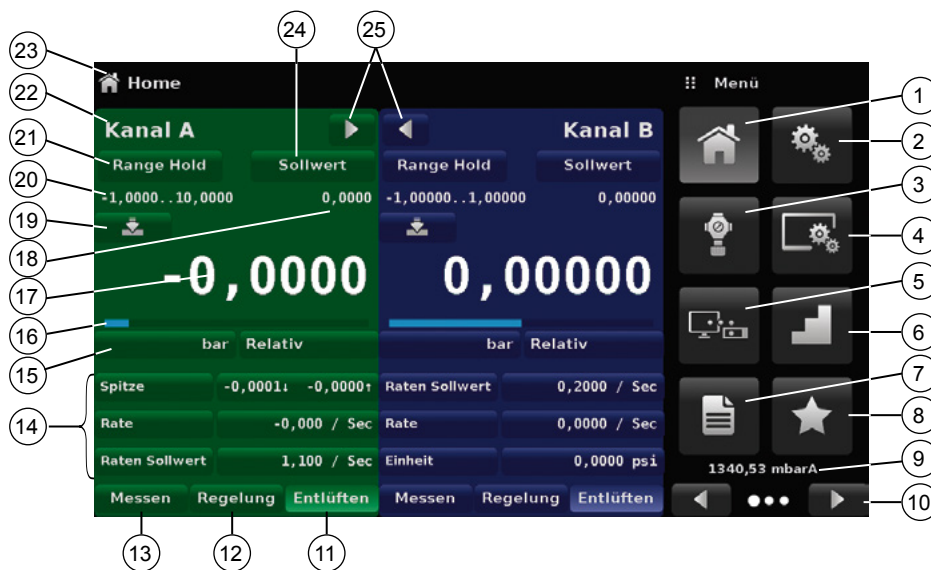 24
25
23
Home
Menü
22
Kanal A
Kanal B
1
2
21
Range Hold
Sollwert
Range Hold
Sollwert
20
-1,0000..10,0000
0,0000
-1,00000..1,00000
0,00000
3
19
4
18
17
-0,0000
0,00000
5
16
6
15
bar
Relativ
bar
Relativ
14
Spitze
-0,0001↓ -0,0000↑
Raten Sollwert
0,2000 / Sec
7
Rate
-0,000 / Sec
Rate
0,0000 / Sec
8
Raten Sollwert
1,100 / Sec
Einheit
0,0000 psi
1340,53 mbarA
9
Messen
Regelung
Entlüften
Messen
Regelung
Entlüften
10
13
12
11